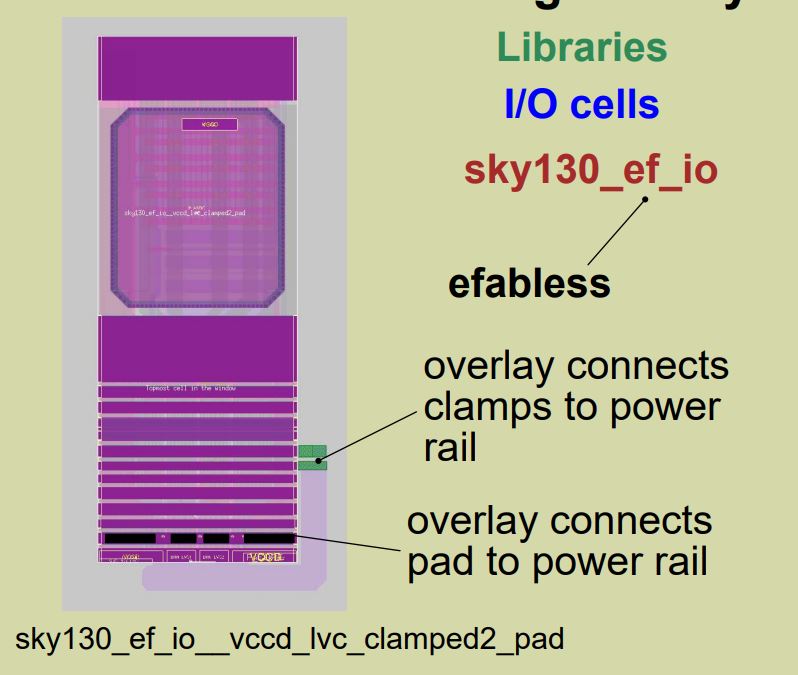 Libraries
I/O cells
sky130_ef_io
efabless
overlay connects
clamps to power
rail
overlay connects
pad to power rail
sky130_ef_io__vccd_lvc_clamped2_pad
Topmost cell in the window
VCCD
sky130_ef_io__vccd_lvc_clamped2_pad